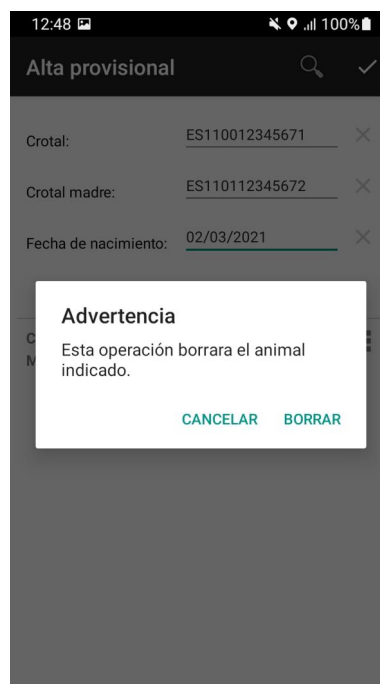 12:48 100%
Alta provisional
Crotal: ES110012345671
Crotal madre: ES110112345672
Fecha de nacimiento: 02/03/2021
Advertencia
Esta operación borrara el animal
indicado.
CANCELAR BORRAR